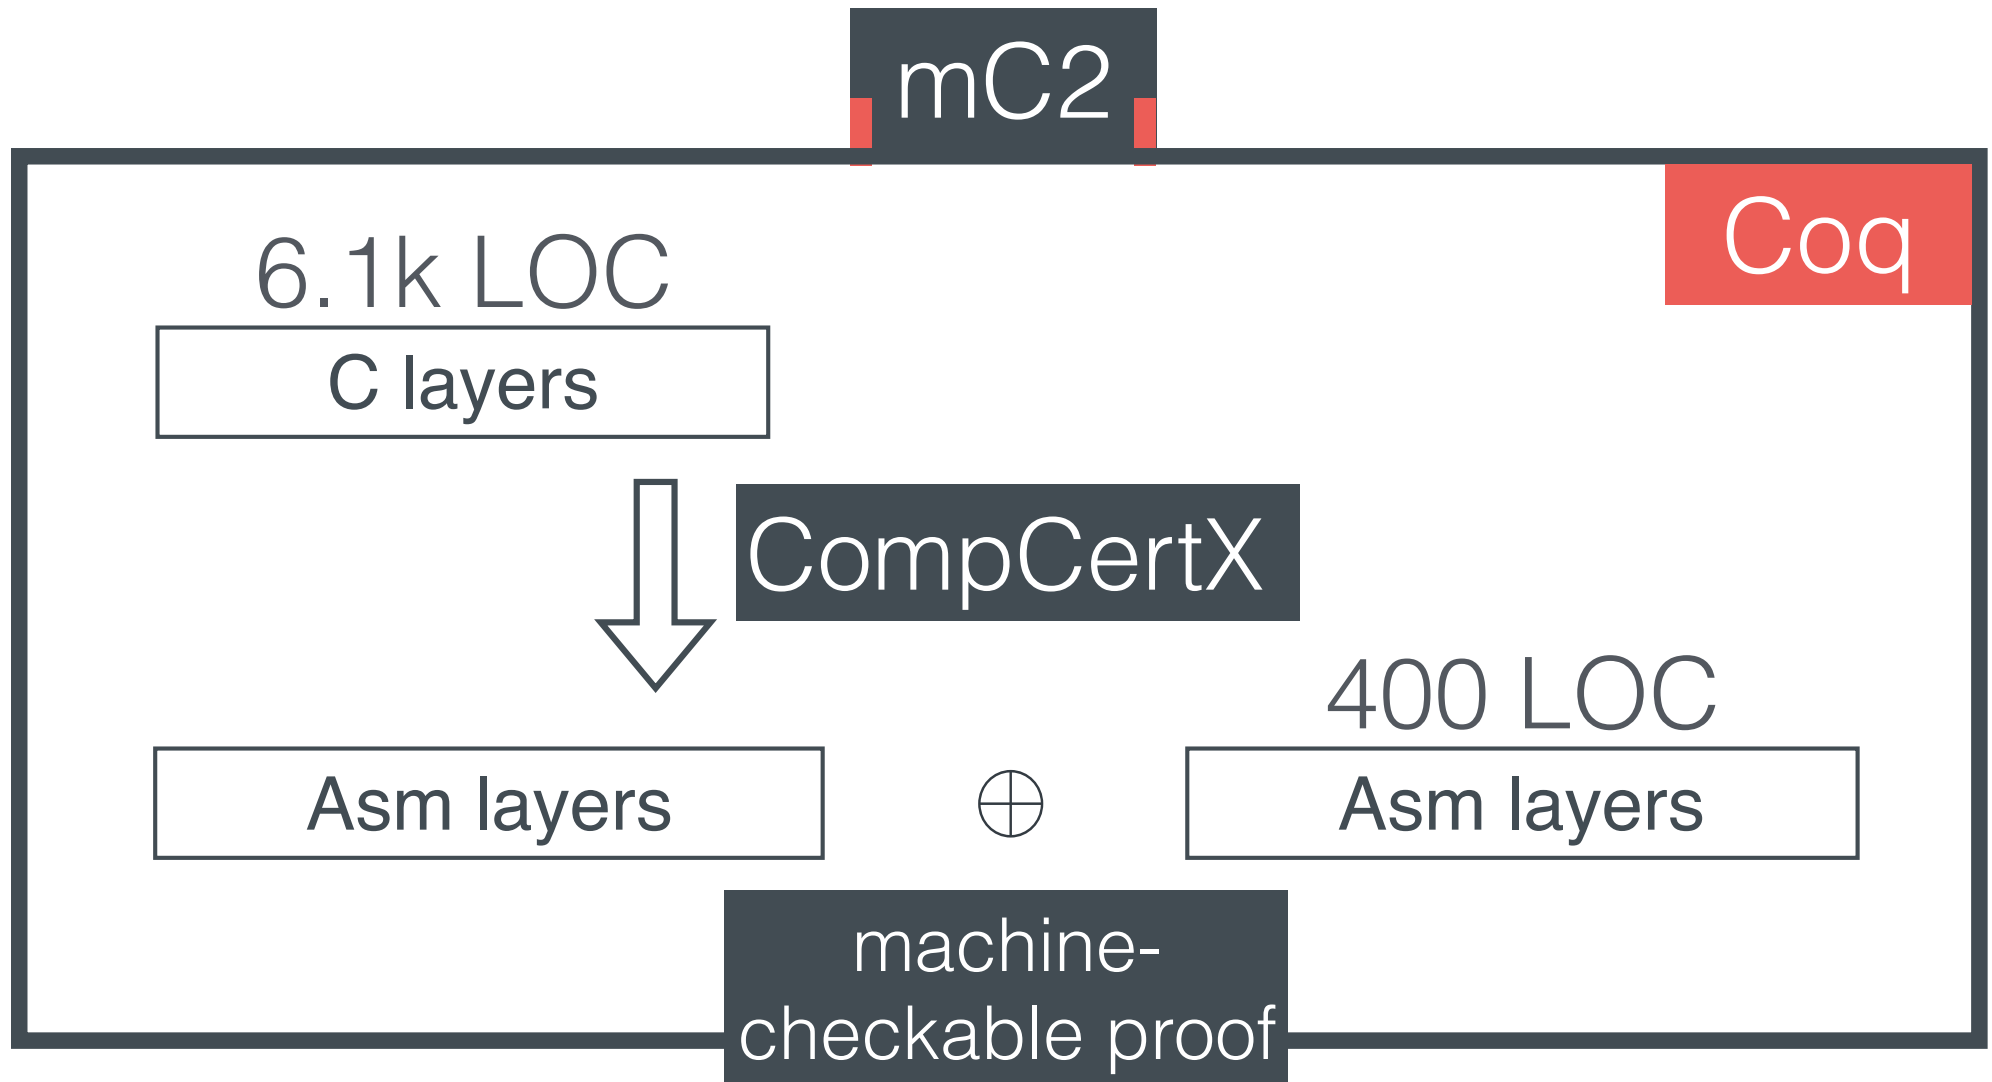 mC2
Coq
6.1k LOC
C layers
CompCertX
400 LOC
Asm layers
Asm layers
machine-
checkable proof